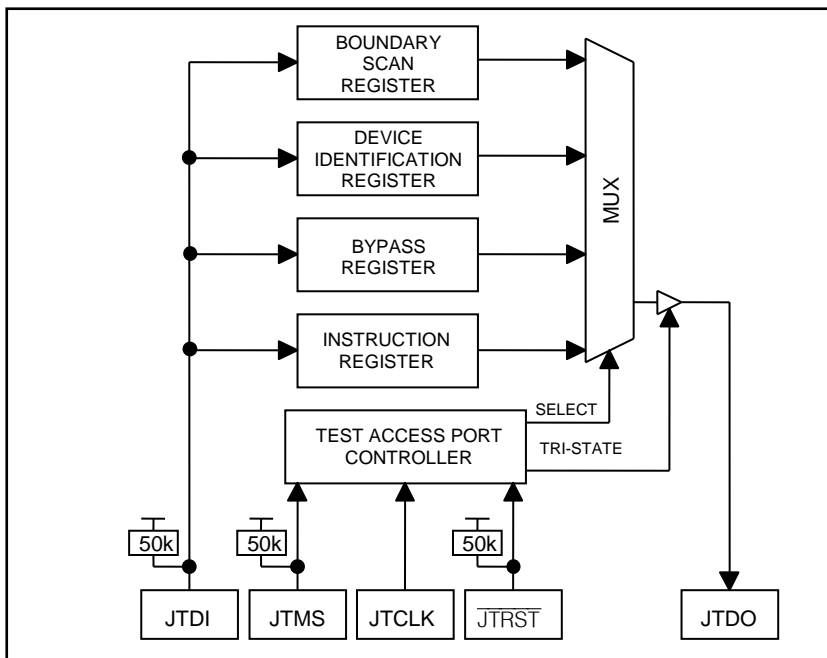 BOUNDARY
SCAN
REGISTER
DEVICE
IDENTIFICATION
REGISTER
BYPASS
REGISTER
INSTRUCTION
REGISTER
MUX
SELECT
TEST ACCESS PORT
CONTROLLER
TRI-STATE
50k
50k
50k
JTDI
JTMS
JTCLK
JTRST
JTDO